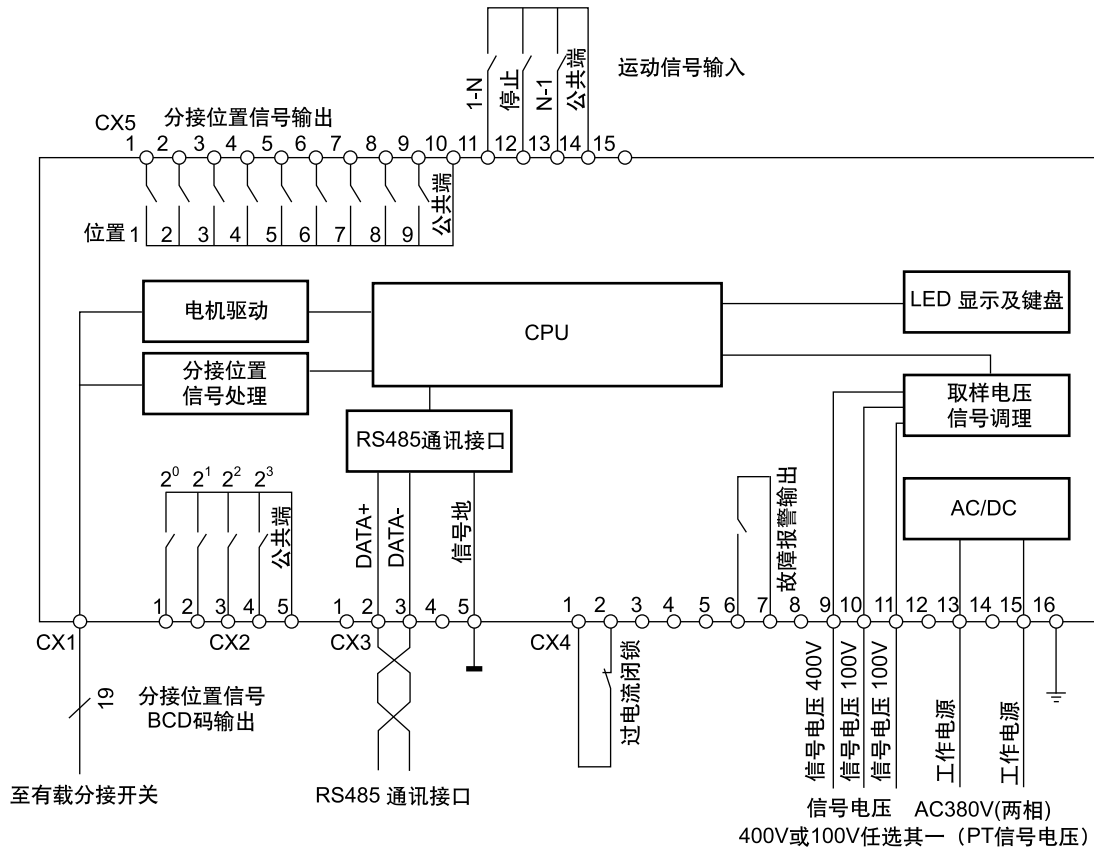 1-N
停止
N-1
公共端
运动信号输入
CX5
分接位置信号输出
1 2 3 4 5 6 7 8 9 10 11 12 13 14 15
公共端
位置 1 2 3 4 5 6 7 8 9
电机驱动
CPU
LED 显示及键盘
分接位置
信号处理
取样电压
信号调理
RS485通讯接口
2⁰ 2¹ 2² 2³
公共端
DATA+
DATA-
信号地
故障报警输出
AC/DC
1 2 3 4 5
1 2 3 4 5
1 2 3 4 5 6 7 8 9 10 11 12 13 14 15 16
CX1
CX2
CX3
CX4
19
分接位置信号
BCD码输出
过电流闭锁
信号电压 400V
信号电压 100V
信号电压 100V
工作电源
工作电源
至有载分接开关
RS485 通讯接口
信号电压
AC380V(两相)
400V或100V任选其一（PT信号电压）